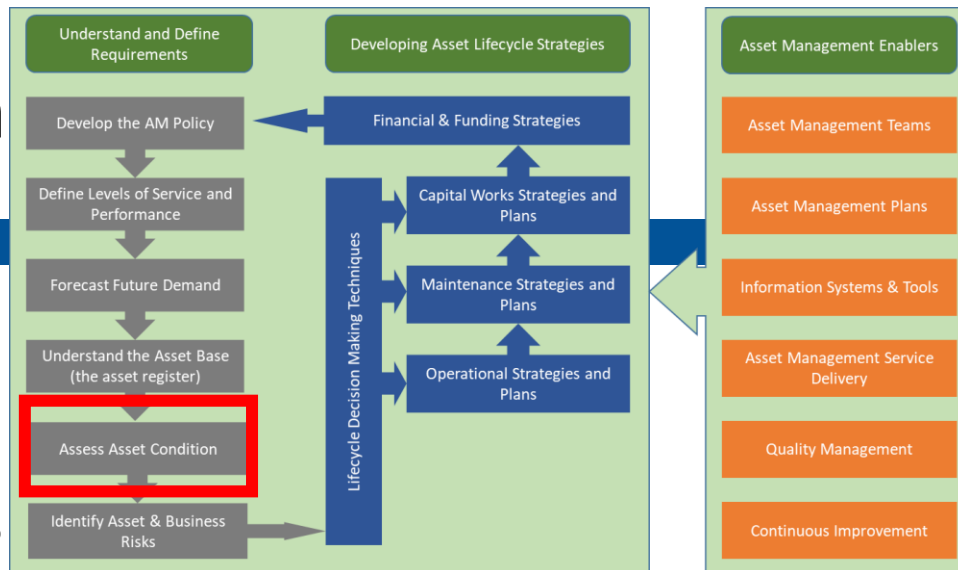 Understand and Define
Requirements
Develop the AM Policy
Define Levels of Service and
Performance
Forecast Future Demand
Understand the Asset Base
(the asset register)
Assess Asset Condition
Identify Asset & Business
Risks
Developing Asset Lifecycle Strategies
Financial & Funding Strategies
Lifecycle Decision Making Techniques
Capital Works Strategies and
Plans
Maintenance Strategies and
Plans
Operational Strategies and
Plans
Asset Management Enablers
Asset Management Teams
Asset Management Plans
Information Systems & Tools
Asset Management Service
Delivery
Quality Management
Continuous Improvement